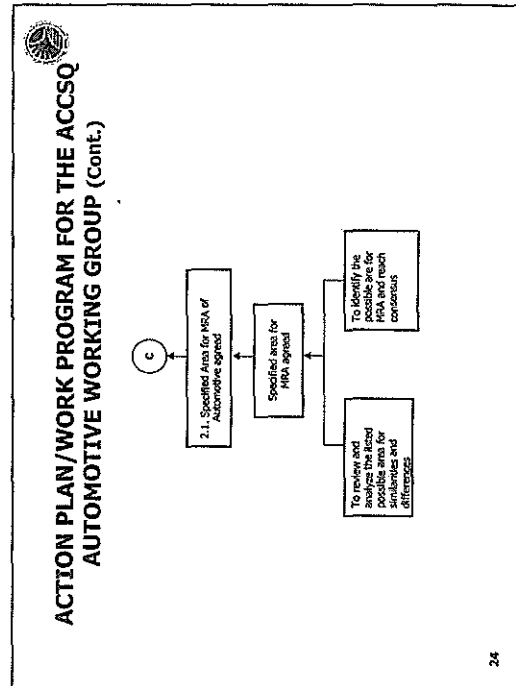 ACTION PLAN/WORK PROGRAM FOR THE ACCSQ
AUTOMOTIVE WORKING GROUP (Cont.)
C
2.1. Specified Area for MRA of
Automotive agreed
Specified area for
MRA agreed
To review and
analyze the listed
possible area for
similarities and
differences
To identify the
possible are for
MRA and reach
consensus
24